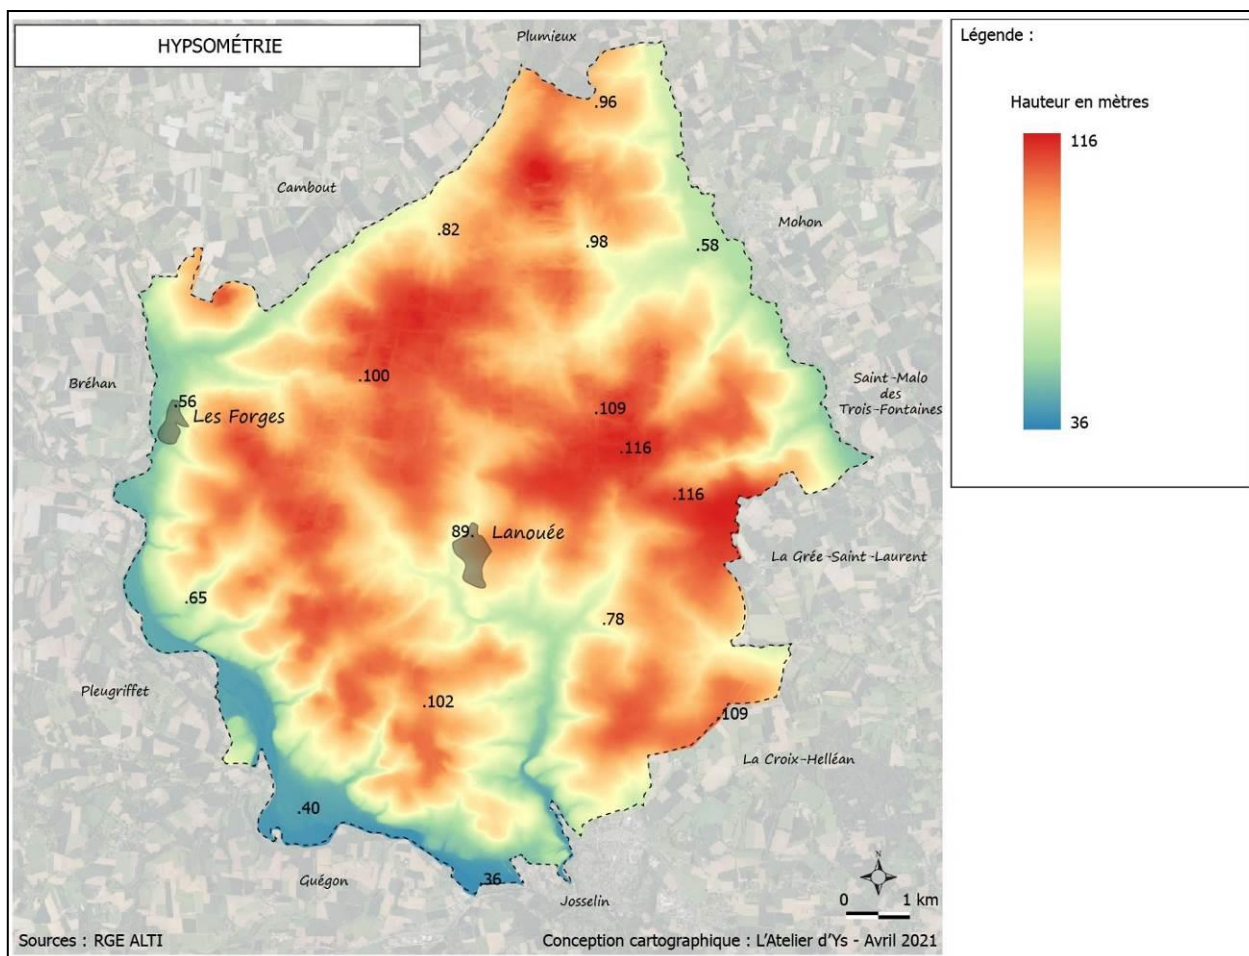 HYPSOMÉTRIE
Légende :
Hauteur en mètres
116
36
Plumieux
.96
Cambout
Mohon
.82
.98
.58
Bréhan
.100
Saint-Malo
des
Trois-Fontaines
.56
Les Forges
.109
.116
.116
89.
Lanouée
La Grée-Saint-Laurent
.65
.78
Pleugriffet
.102
.109
La Croix-Helléan
.40
Guégon
36
Josselin
N
0 1 km
Sources : RGE ALTI
Conception cartographique : L'Atelier d'Ys - Avril 2021